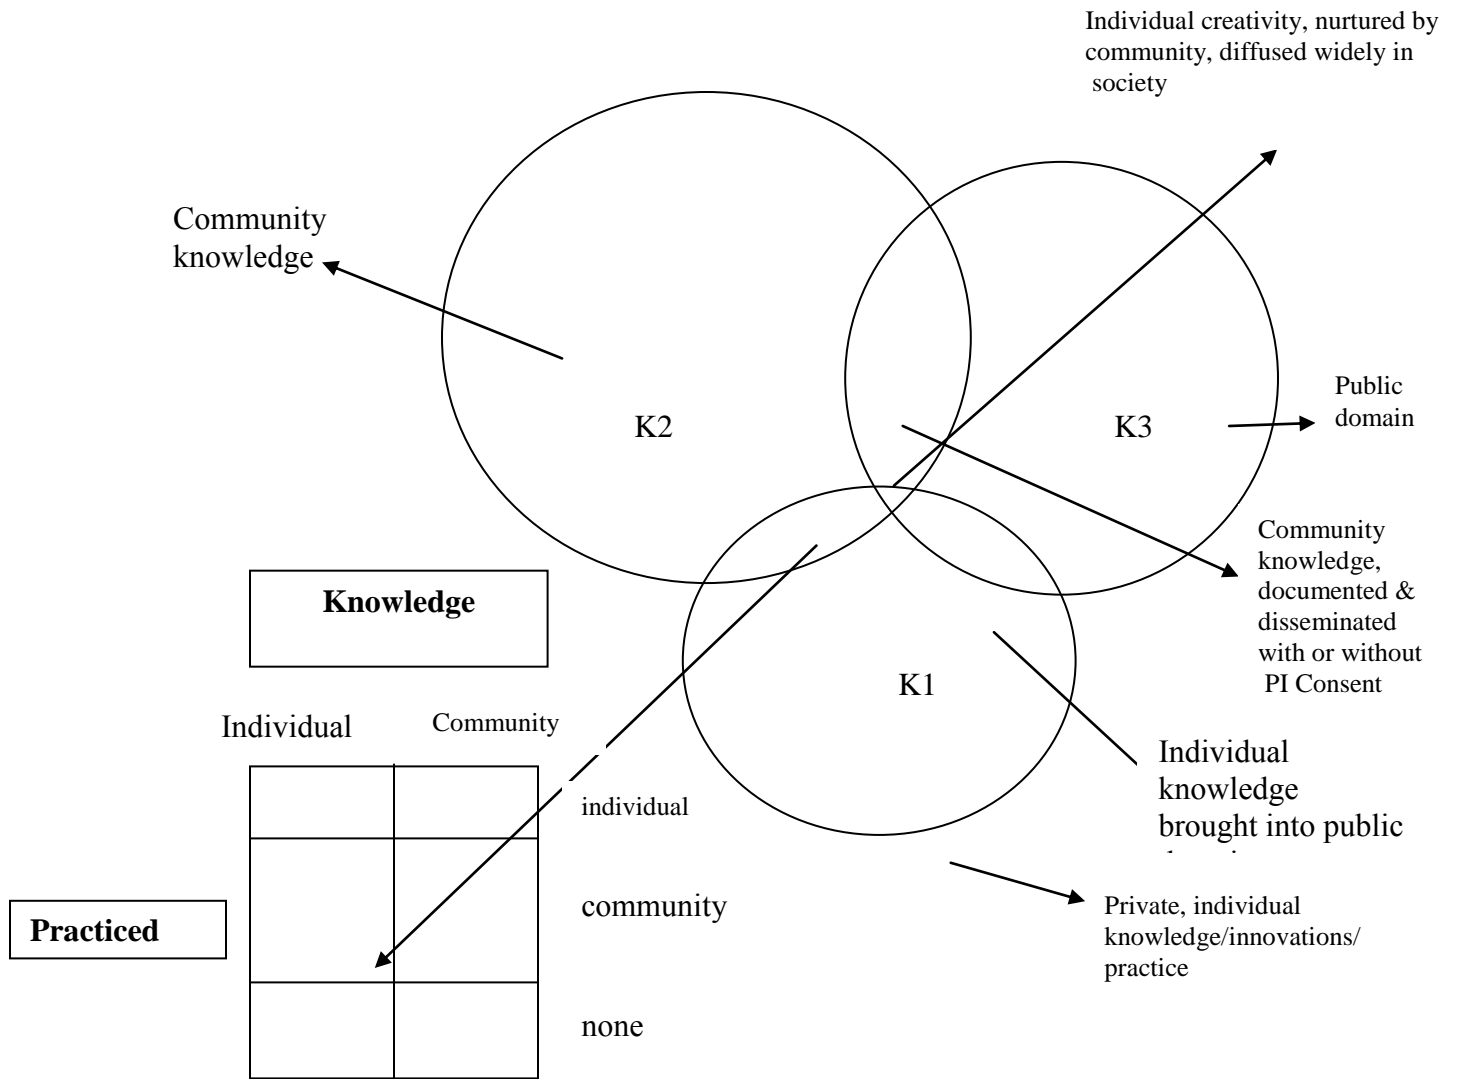 Individual creativity, nurtured by
community, diffused widely in
society
Community
knowledge
K2
K3
Public
domain
Community
knowledge,
documented &
disseminated
with or without
PI Consent
Knowledge
K1
Individual
Community
Individual
knowledge
brought into public
individual
Private, individual
knowledge/innovations/
practice
community
Practiced
none